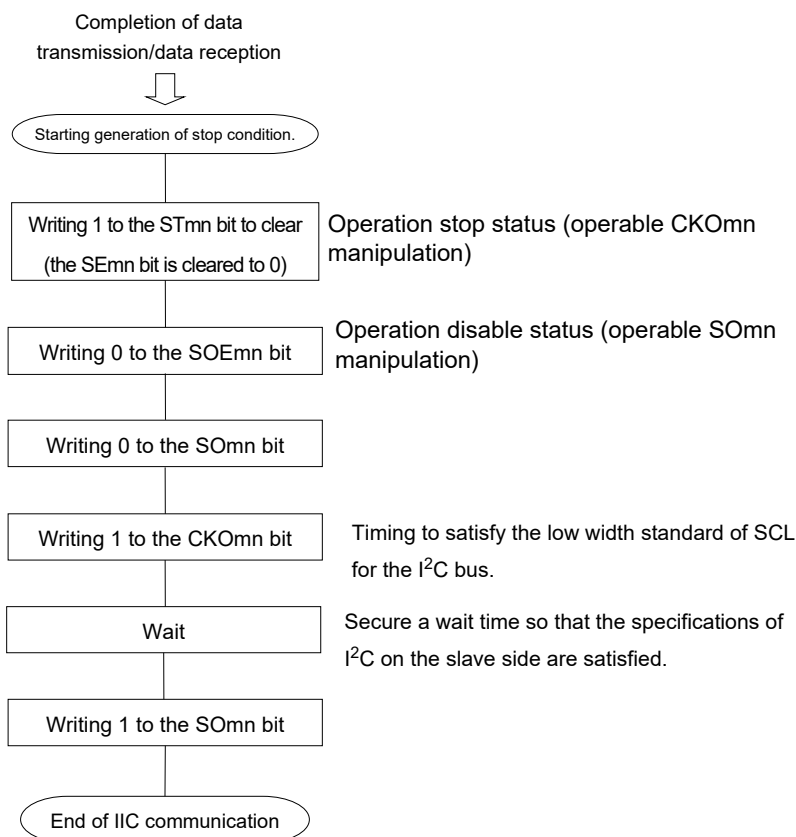 Completion of data
transmission/data reception
Starting generation of stop condition.
Writing 1 to the STmn bit to clear
(the SEmn bit is cleared to 0)
Operation stop status (operable CKOmn
manipulation)
Writing 0 to the SOEmn bit
Operation disable status (operable SOmn
manipulation)
Writing 0 to the SOmn bit
Writing 1 to the CKOmn bit
Timing to satisfy the low width standard of SCL
for the I²C bus.
Wait
Secure a wait time so that the specifications of
I²C on the slave side are satisfied.
Writing 1 to the SOmn bit
End of IIC communication